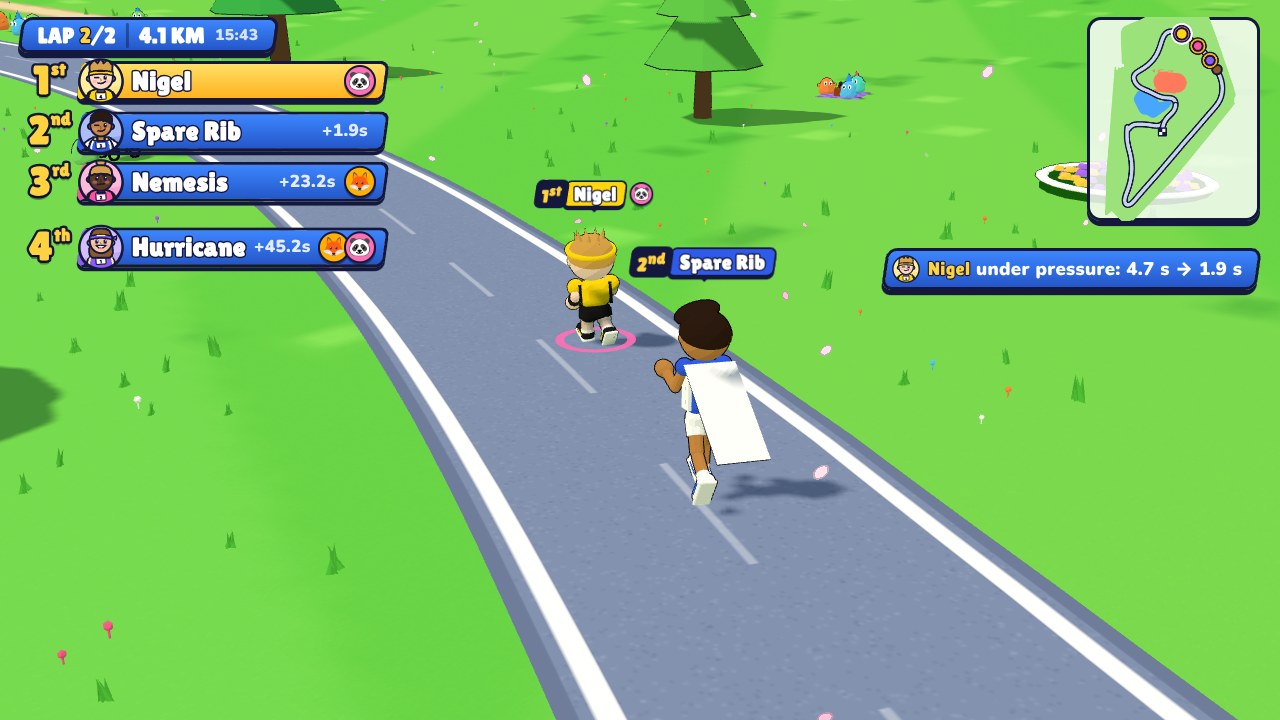 LAP 2/2 4.1 KM 15:43
1st Nigel
2nd Spare Rib +1.9s
3rd Nemesis +23.2s
4th Hurricane +45.2s
1st Nigel
2nd Spare Rib
Nigel under pressure: 4.7 s → 1.9 s